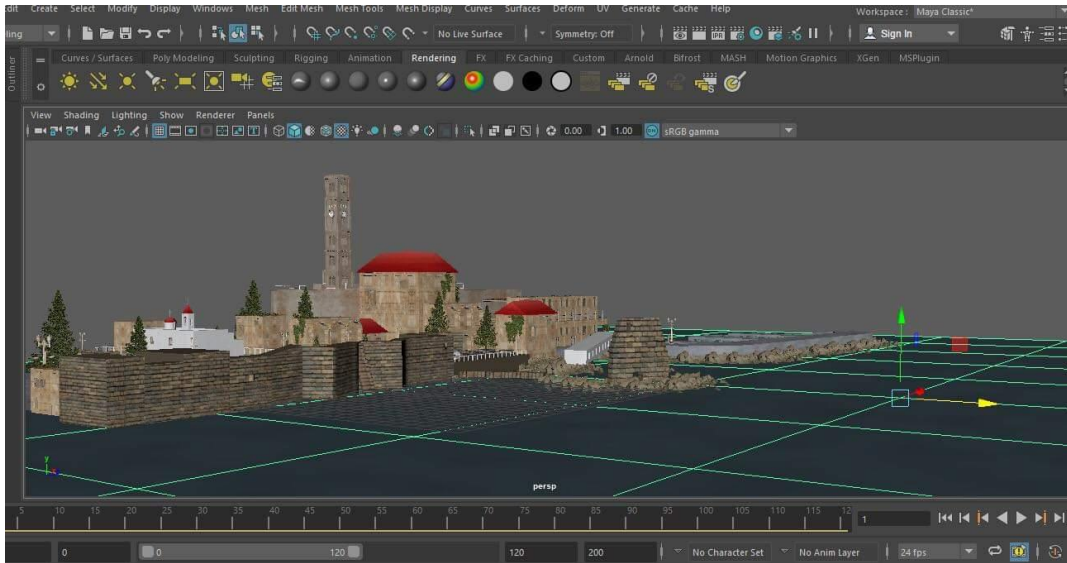 Edit Create Select Modify Display Windows Mesh Edit Mesh Mesh Tools Mesh Display Curves Surfaces Deform UV Generate Cache Help Workspace : Maya Classic*
No Live Surface Symmetry: Off IPR Sign In
Curves / Surfaces Poly Modeling Sculpting Rigging Animation Rendering FX FX Caching Custom Arnold Bifrost MASH Motion Graphics XGen MSPlugin
Outliner
View Shading Lighting Show Renderer Panels
0.00 1.00 sRGB gamma
y
persp
5 10 15 20 25 30 35 40 45 50 55 60 65 70 75 80 85 90 95 100 105 110 115 12 1
0 0 120 120 200 No Character Set No Anim Layer 24 fps